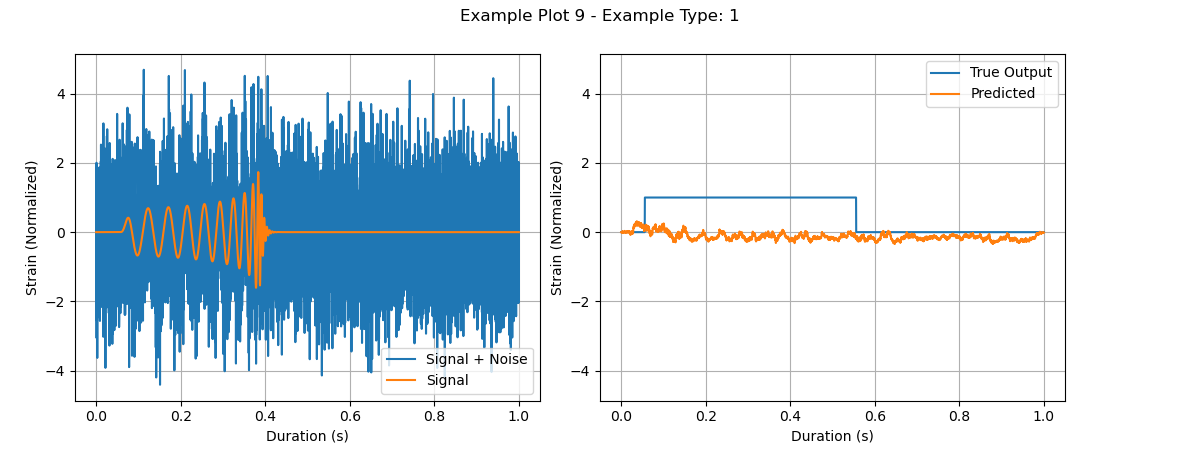 Example Plot 9 - Example Type: 1
Strain (Normalized)
4
2
0
−2
−4
0.0 0.2 0.4 0.6 0.8 1.0
Duration (s)
Signal + Noise
Signal
Strain (Normalized)
4
2
0
−2
−4
0.0 0.2 0.4 0.6 0.8 1.0
Duration (s)
True Output
Predicted